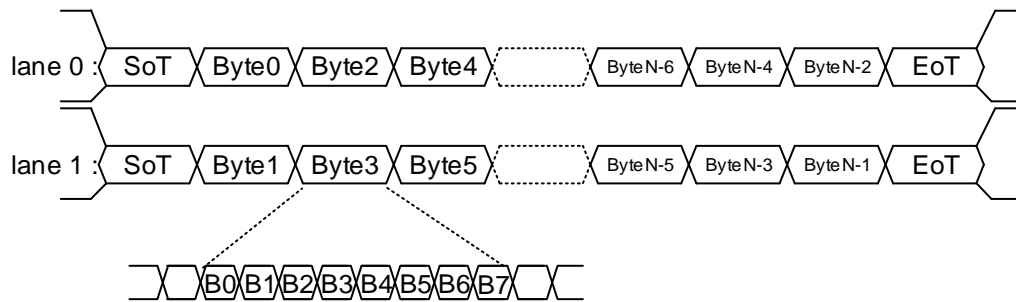 lane 0 : SoT Byte0 Byte2 Byte4 ByteN-6 ByteN-4 ByteN-2 EoT
lane 1 : SoT Byte1 Byte3 Byte5 ByteN-5 ByteN-3 ByteN-1 EoT
B0 B1 B2 B3 B4 B5 B6 B7